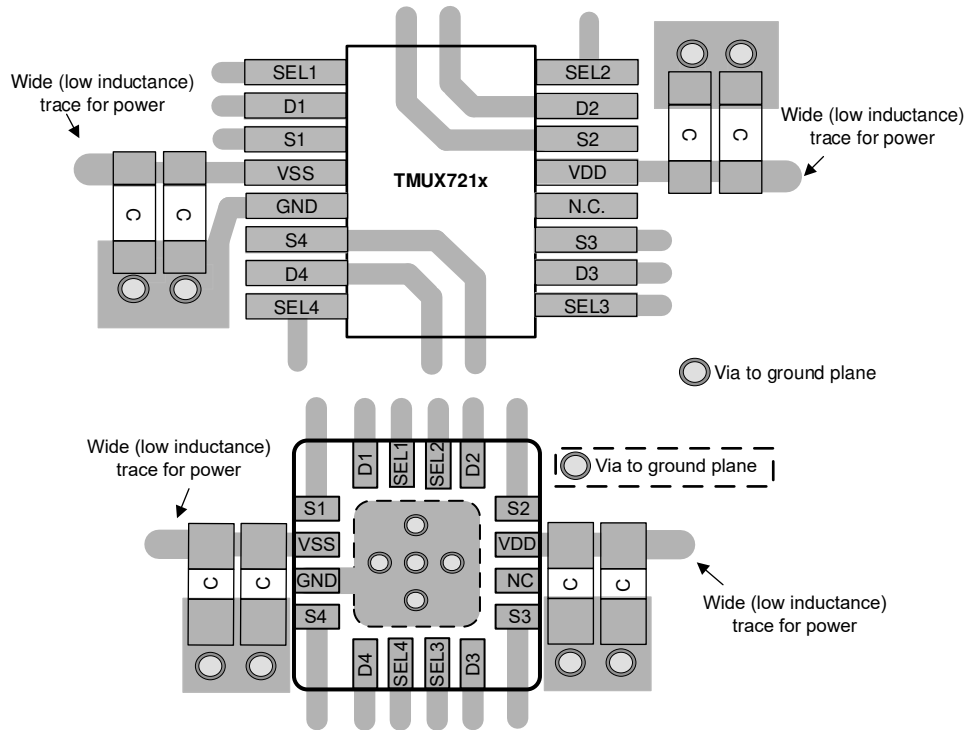 Wide (low inductance)
trace for power
SEL1
D1
S1
VSS
GND
S4
D4
SEL4
C
C
TMUX721x
SEL2
D2
S2
VDD
N.C.
S3
D3
SEL3
C
C
Wide (low inductance)
trace for power
Via to ground plane
Wide (low inductance)
trace for power
D1
SEL1
SEL2
D2
Via to ground plane
S1
VSS
GND
S4
S2
VDD
NC
S3
C
C
C
C
D4
SEL4
SEL3
D3
Wide (low inductance)
trace for power